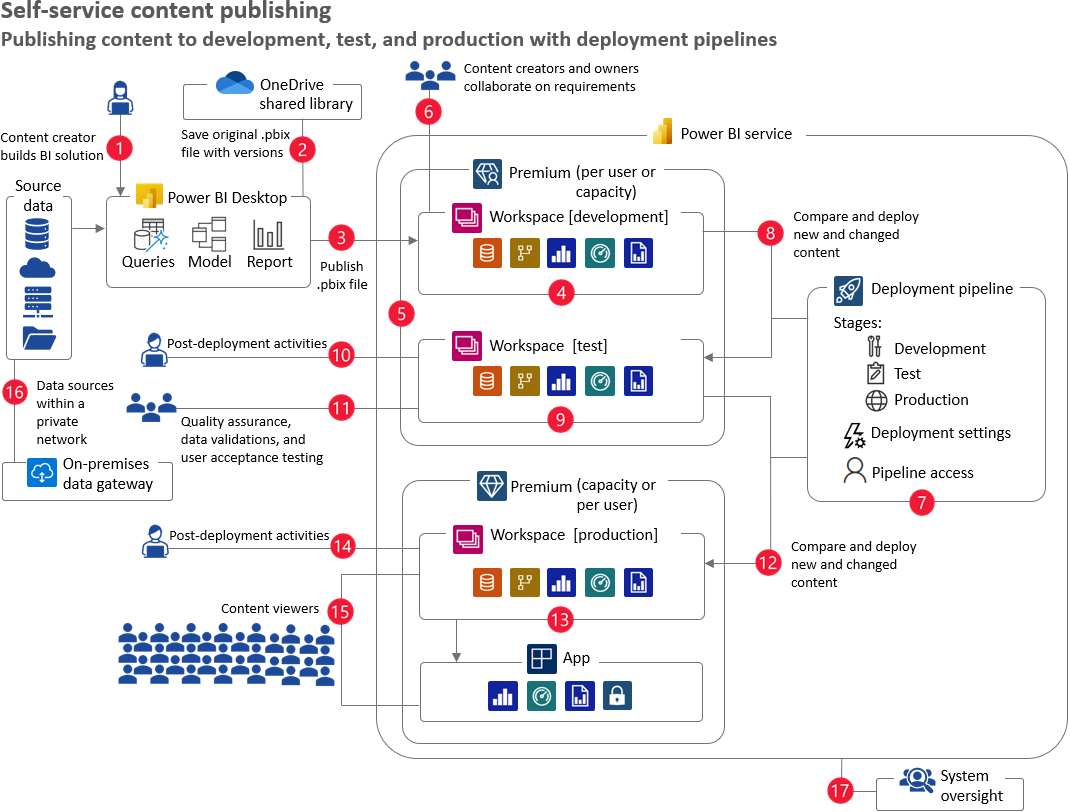 Self-service content publishing
Publishing content to development, test, and production with deployment pipelines
Content creators and owners
collaborate on requirements
6
OneDrive
shared library
Content creator
builds BI solution
1
Save original .pbix
file with versions
2
Power BI service
Source
data
Power BI Desktop
Queries
Model
Report
3
Publish
.pbix file
Premium (per user or
capacity)
Workspace [development]
4
5
8
Compare and deploy
new and changed
content
Deployment pipeline
Stages:
Development
Test
Production
Deployment settings
Pipeline access
7
Post-deployment activities
10
Workspace [test]
9
11
Quality assurance,
data validations, and
user acceptance testing
16
Data sources
within a
private
network
On-premises
data gateway
Premium (capacity or
per user)
Post-deployment activities
14
Workspace [production]
13
12
Compare and deploy
new and changed
content
Content viewers
15
App
17
System
oversight